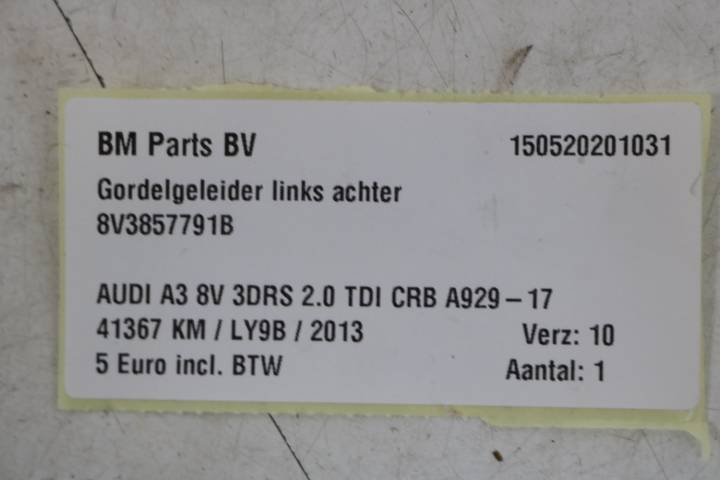 BM Parts BV 150520201031
Gordelgeleider links achter
8V3857791B
AUDI A3 8V 3DRS 2.0 TDI CRB A929 – 17
41367 KM / LY9B / 2013 Verz: 10
5 Euro incl. BTW Aantal: 1